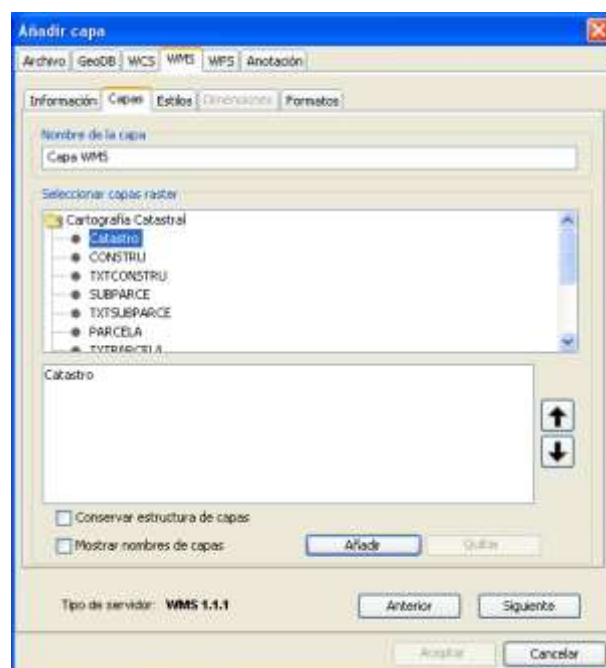 Añadir capa
Archivo GeoDB WCS WMS WFS Anotación
Información Capas Estilos Dimensiones Formatos
Nombre de la capa
Capa WMS
Seleccionar capas raster
Cartografía Catastral
Catastro
CONSTRU
TXTCONSTRU
SUBPARCE
TXTSUBPARCE
PARCELA
TXTPARCELA
Catastro
Conservar estructura de capas
Mostrar nombres de capas Añadir Quitar
Tipo de servidor: WMS 1.1.1 Anterior Siguiente
Aceptar Cancelar